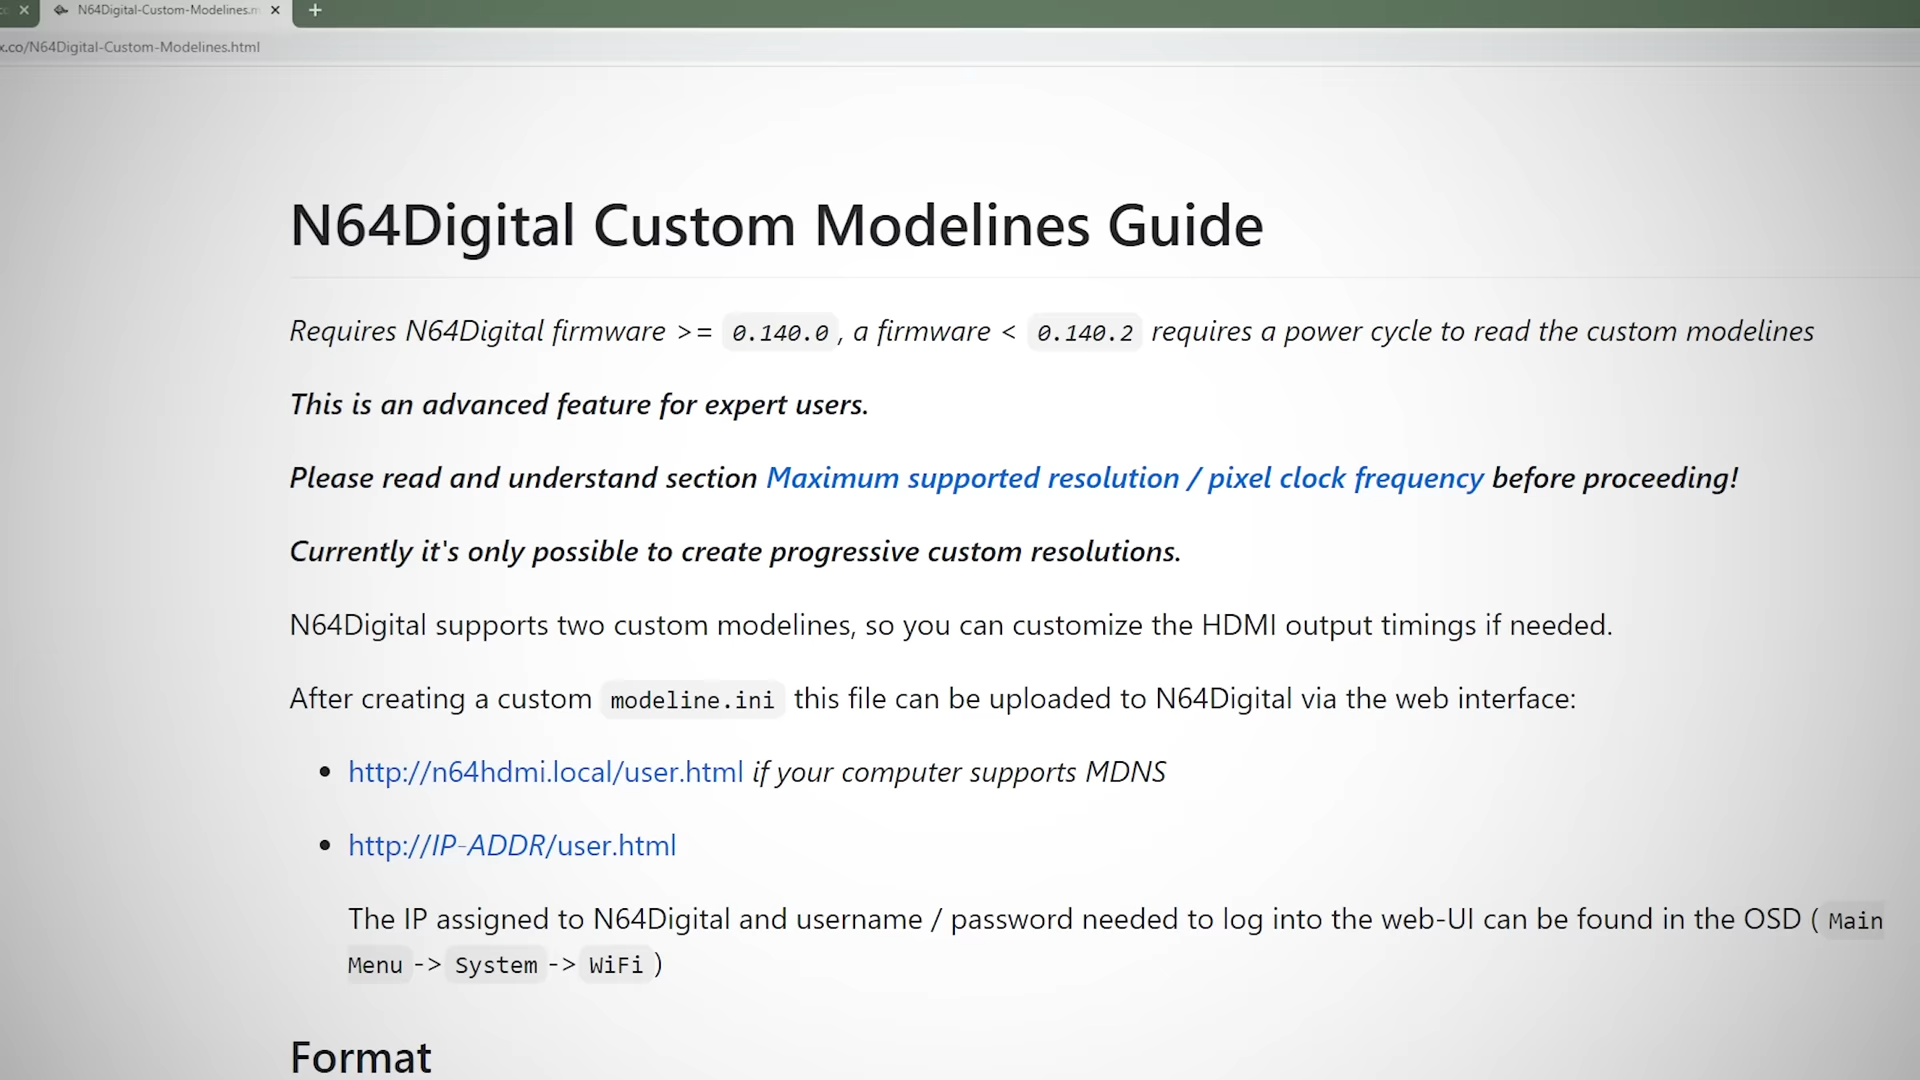 N64Digital-Custom-Modelines.m
x.co/N64Digital-Custom-Modelines.html
N64Digital Custom Modelines Guide
Requires N64Digital firmware >= 0.140.0, a firmware < 0.140.2 requires a power cycle to read the custom modelines
This is an advanced feature for expert users.
Please read and understand section Maximum supported resolution / pixel clock frequency before proceeding!
Currently it's only possible to create progressive custom resolutions.
N64Digital supports two custom modelines, so you can customize the HDMI output timings if needed.
After creating a custom modeline.ini this file can be uploaded to N64Digital via the web interface:
• http://n64hdmi.local/user.html if your computer supports MDNS
• http://IP-ADDR/user.html
The IP assigned to N64Digital and username / password needed to log into the web-UI can be found in the OSD ( Main
Menu -> System -> WiFi )
Format